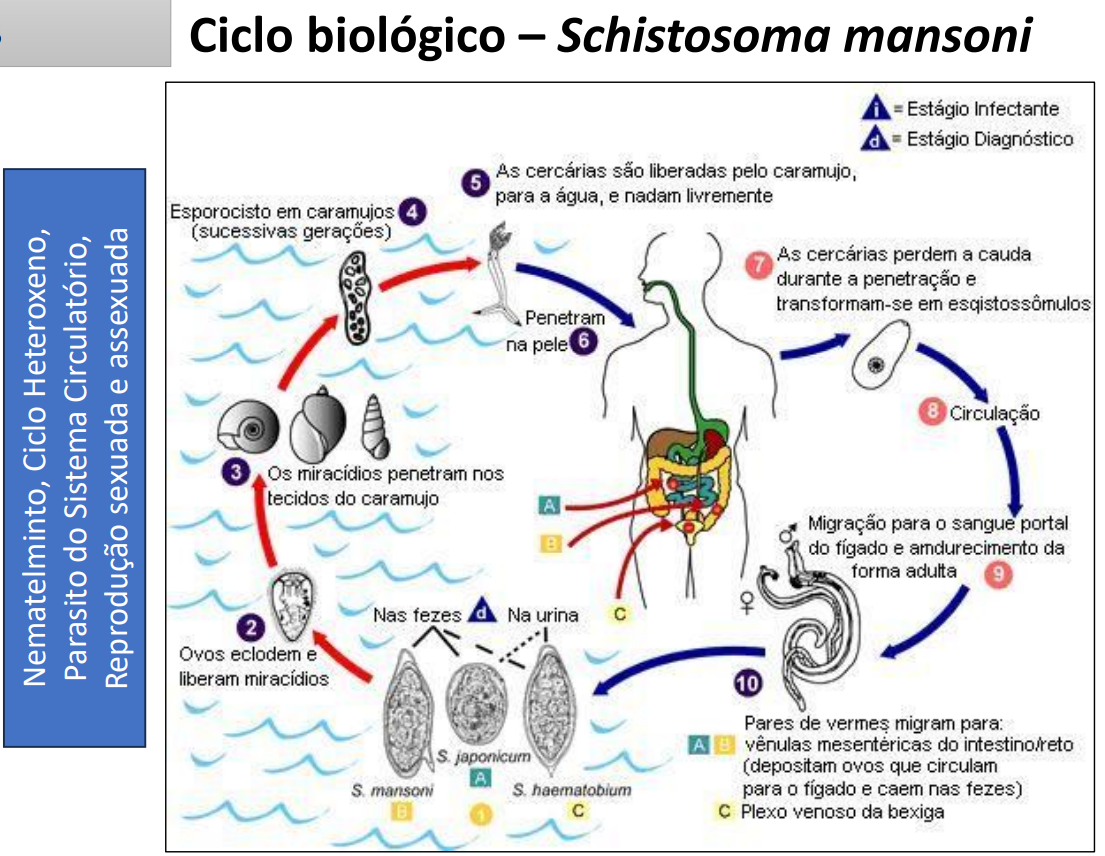 Ciclo biológico – Schistosoma mansoni
Nematelminto, Ciclo Heteroxeno,
Parasito do Sistema Circulatório,
Reprodução sexuada e assexuada
i = Estágio Infectante
d = Estágio Diagnóstico
5 As cercárias são liberadas pelo caramujo,
para a água, e nadam livremente
Esporocisto em caramujos 4
(sucessivas gerações)
7 As cercárias perdem a cauda
durante a penetração e
transformam-se em esqistossômulos
Penetram
na pele 6
8 Circulação
3 Os miracídios penetram nos
tecidos do caramujo
A
B
C
Migração para o sangue portal
do fígado e amdurecimento da
forma adulta 9
♂
♀
Nas fezes d Na urina
2
Ovos eclodem e
liberam miracídios
10
Pares de vermes migram para:
A B vênulas mesentéricas do intestino/reto
(depositam ovos que circulam
para o fígado e caem nas fezes)
C Plexo venoso da bexiga
S. japonicum
A
S. mansoni
B
1
S. haematobium
C